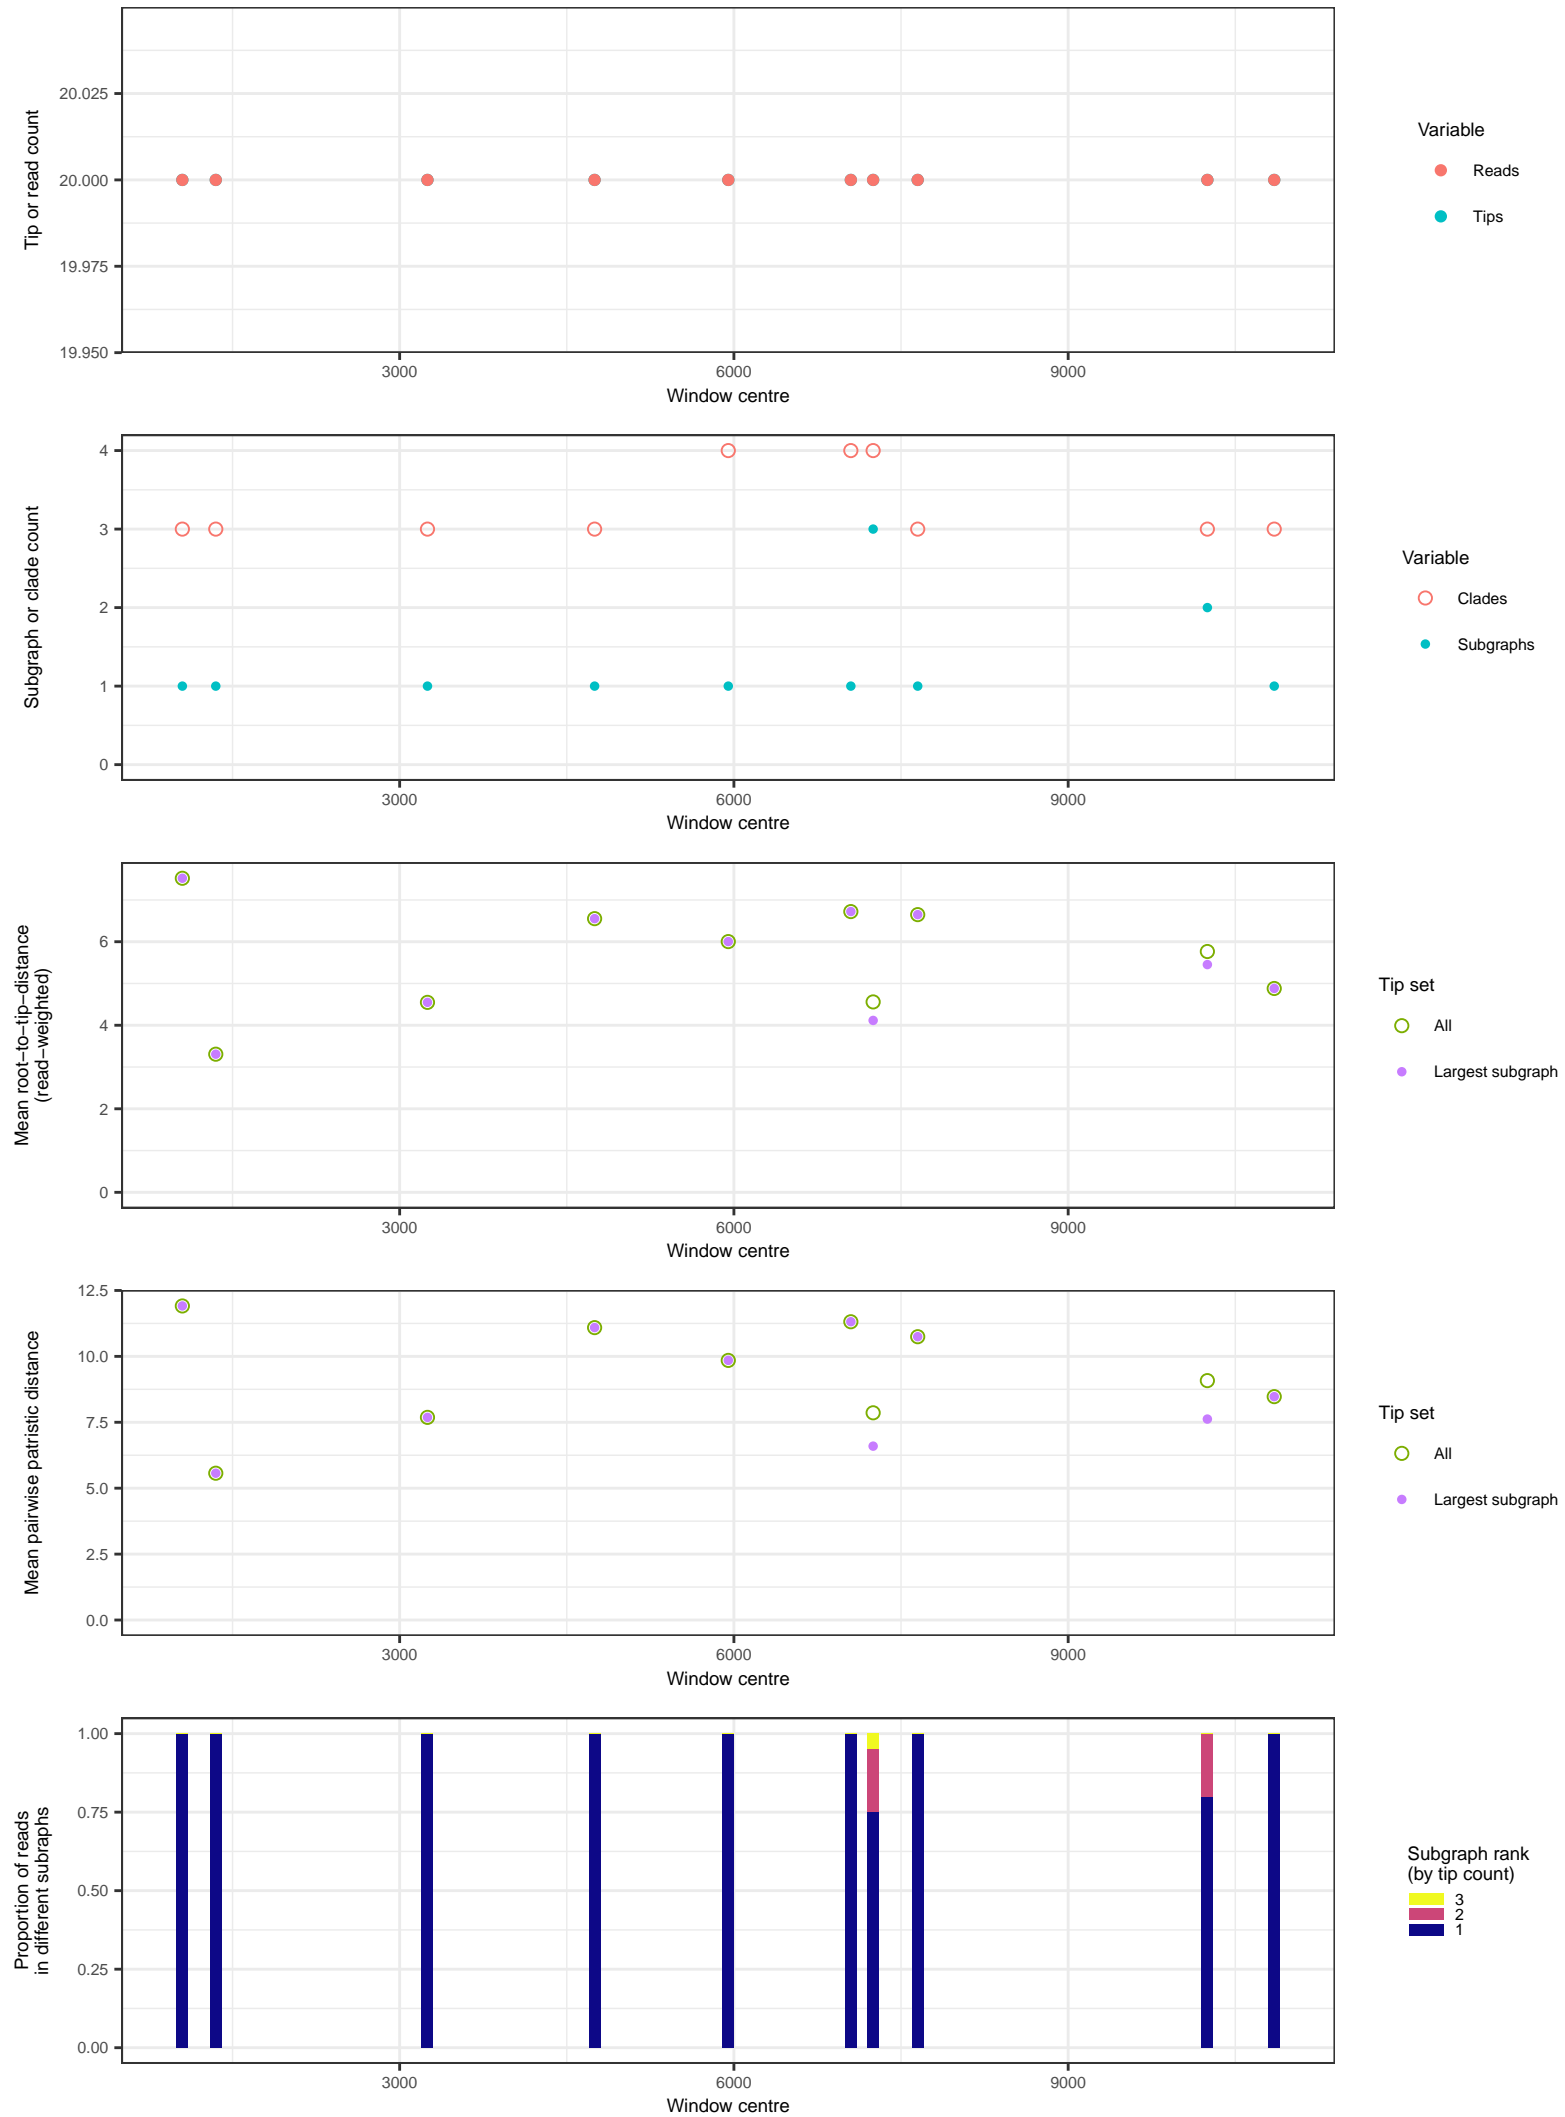 20.025
20.000
19.975
19.950
Tip or read count
3000 6000 9000
Window centre
Variable
Reads
Tips
4
3
2
1
0
Subgraph or clade count
3000 6000 9000
Window centre
Variable
Clades
Subgraphs
6
4
2
0
Mean root−to−tip−distance
(read−weighted)
3000 6000 9000
Window centre
Tip set
All
Largest subgraph
12.5
10.0
7.5
5.0
2.5
0.0
Mean pairwise patristic distance
3000 6000 9000
Window centre
Tip set
All
Largest subgraph
1.00
0.75
0.50
0.25
0.00
Proportion of reads
in different subraphs
3000 6000 9000
Window centre
Subgraph rank
(by tip count)
3
2
1